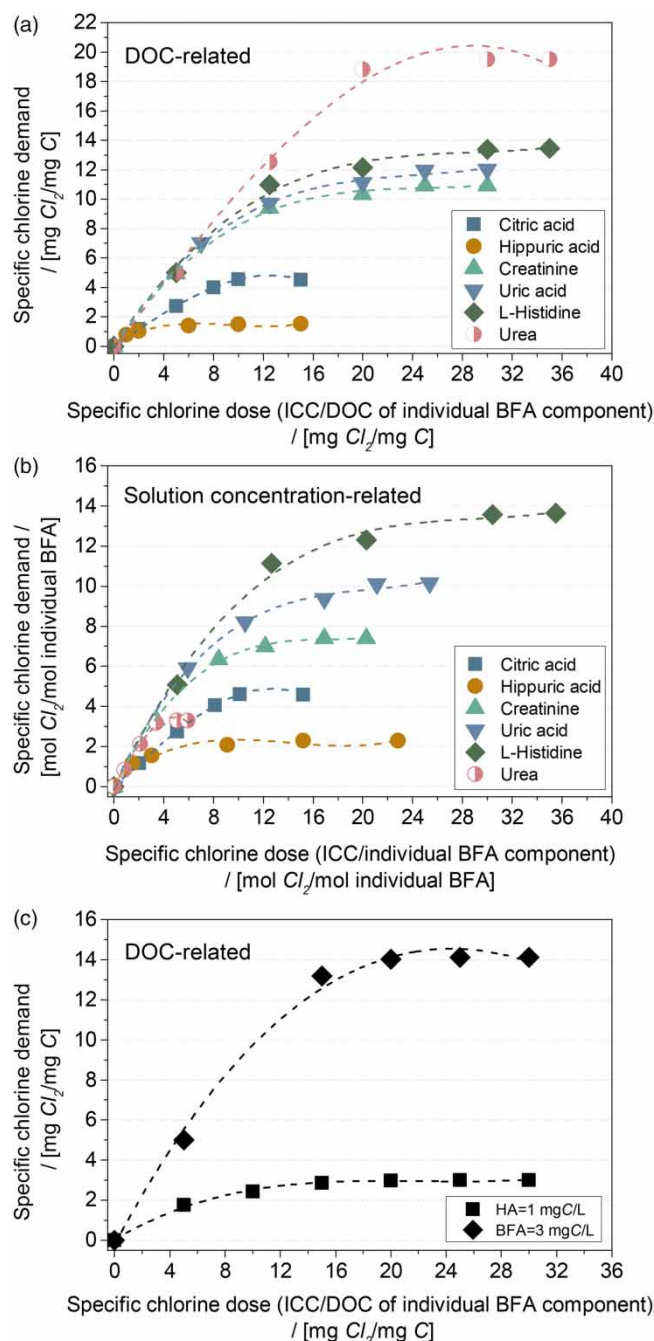 (a)
DOC-related
Specific chlorine demand
/ [mg Cl2/mg C]
22
20
18
16
14
12
10
8
6
4
2
0
Citric acid
Hippuric acid
Creatinine
Uric acid
L-Histidine
Urea
0 4 8 12 16 20 24 28 32 36
Specific chlorine dose (ICC/DOC of individual BFA component)
/ [mg Cl2/mg C]
(b)
Solution concentration-related
Specific chlorine demand /
[mol Cl2/mol individual BFA]
16
14
12
10
8
6
4
2
0
Citric acid
Hippuric acid
Creatinine
Uric acid
L-Histidine
Urea
0 4 8 12 16 20 24 28 32 36 40
Specific chlorine dose (ICC/individual BFA component)
/ [mol Cl2/mol individual BFA]
(c)
DOC-related
Specific chlorine demand
/ [mg Cl2/mg C]
16
14
12
10
8
6
4
2
0
HA=1 mgC/L
BFA=3 mgC/L
0 4 8 12 16 20 24 28 32 36
Specific chlorine dose (ICC/DOC of individual BFA component)
/ [mg Cl2/mg C]